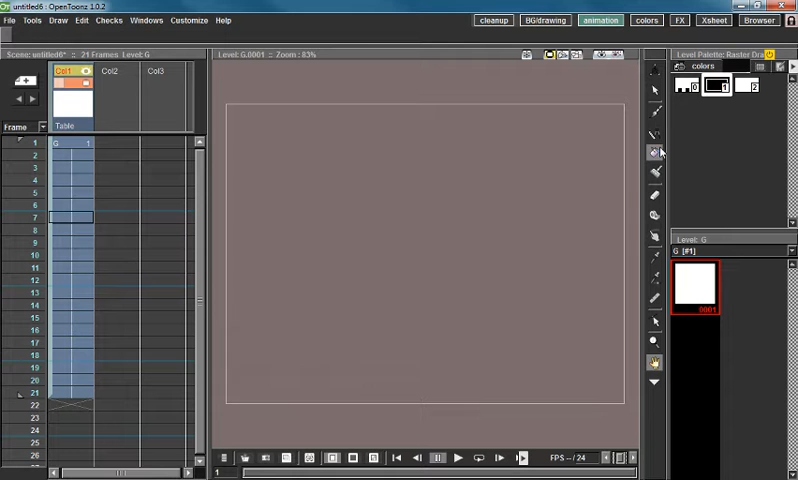 untitled6* : OpenToonz 1.0.2
File Tools Draw Edit Checks Windows Customize Help
cleanup BG/drawing animation colors FX Xsheet Browser
Scene: untitled6* :: 21 Frames Level: G
Level: G.0001 :: Zoom : 83%
Level Palette: Raster Dra
colors
0 1 2
Col1 Col2 Col3
Table
Frame
1 G 1
2
3
4
5
6
7
8
9
10
11
12
13
14
15
16
17
18
19
20
21
22
23
24
25
26
Level: G
G [#1]
0001
1
FPS -- / 24